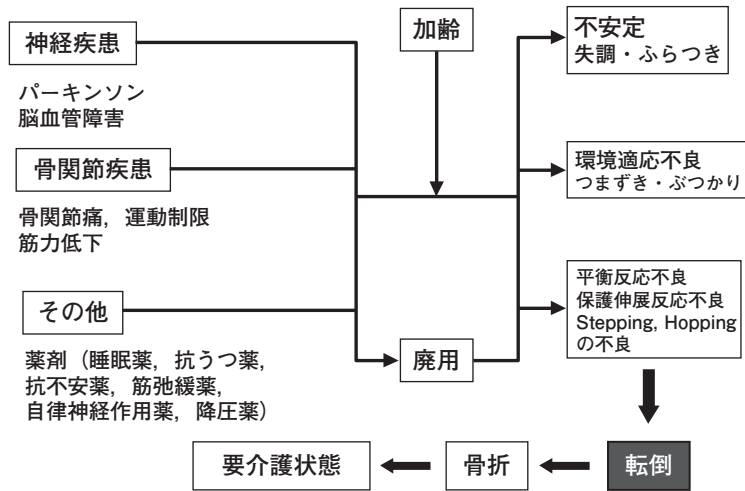 神経疾患
パーキンソン
脳血管障害
骨関節疾患
骨関節痛，運動制限
筋力低下
その他
薬剤（睡眠薬，抗うつ薬，
抗不安薬，筋弛緩薬，
自律神経作用薬，降圧薬）
加齢
廃用
不安定
失調・ふらつき
環境適応不良
つまずき・ぶつかり
平衡反応不良
保護伸展反応不良
Stepping, Hopping
の不良
転倒
骨折
要介護状態